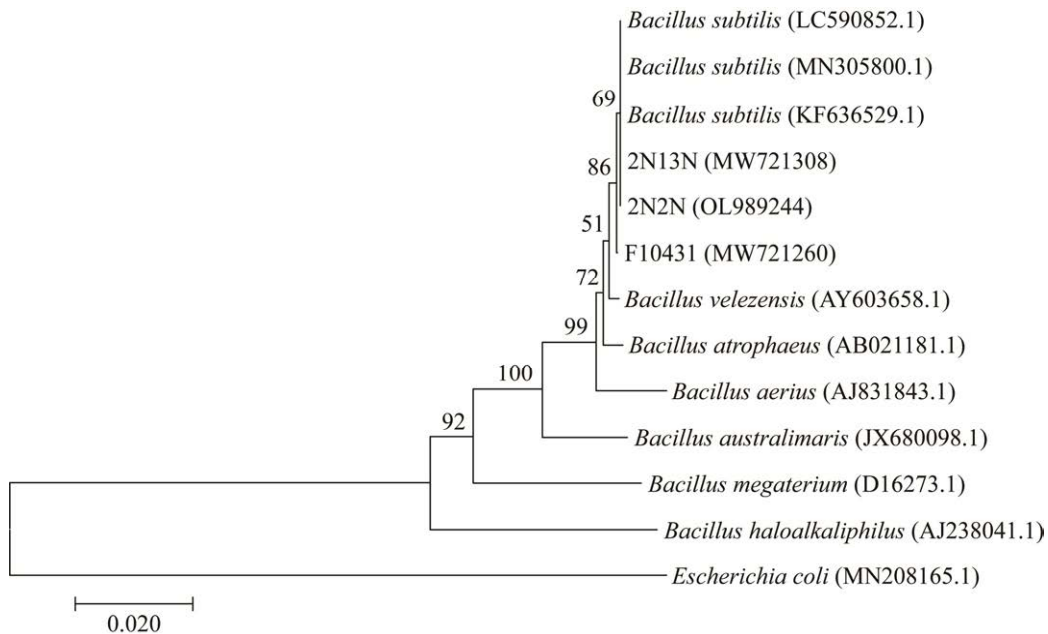 Bacillus subtilis (LC590852.1)
Bacillus subtilis (MN305800.1)
69
Bacillus subtilis (KF636529.1)
2N13N (MW721308)
86
2N2N (OL989244)
51
F10431 (MW721260)
72
Bacillus velezensis (AY603658.1)
99
Bacillus atrophaeus (AB021181.1)
100
Bacillus aerius (AJ831843.1)
92
Bacillus australimaris (JX680098.1)
Bacillus megaterium (D16273.1)
Bacillus haloalkaliphilus (AJ238041.1)
Escherichia coli (MN208165.1)
0.020